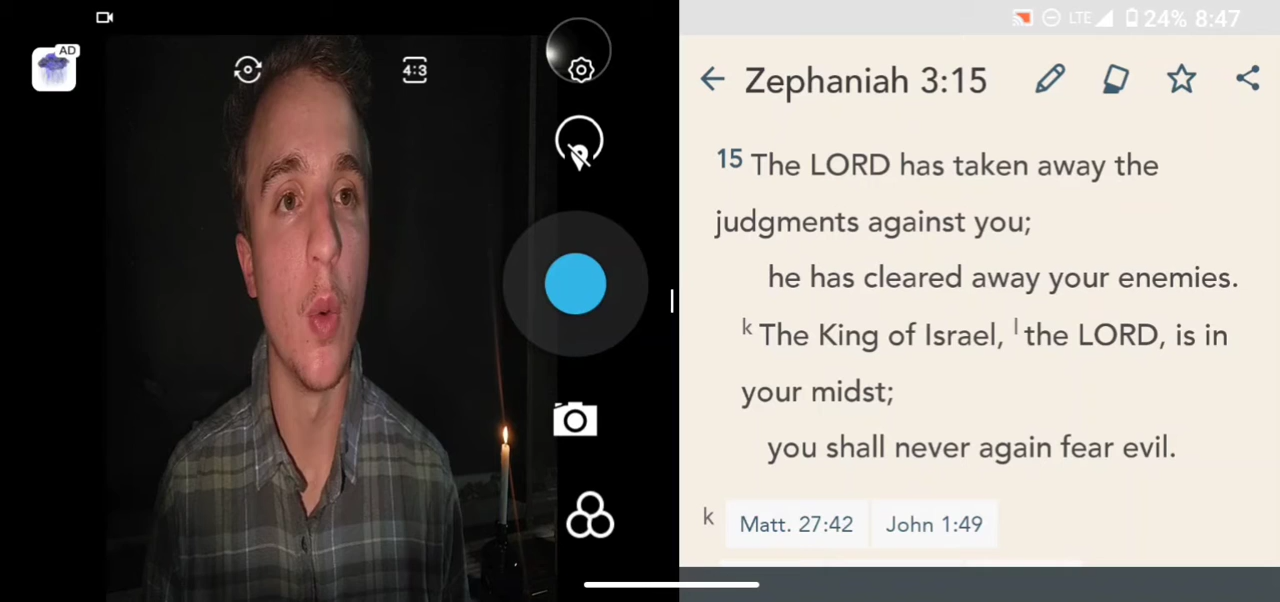 AD
4:3
LTE 24% 8:47
Zephaniah 3:15
15 The LORD has taken away the
judgments against you;
he has cleared away your enemies.
k The King of Israel, l the LORD, is in
your midst;
you shall never again fear evil.
k Matt. 27:42 John 1:49